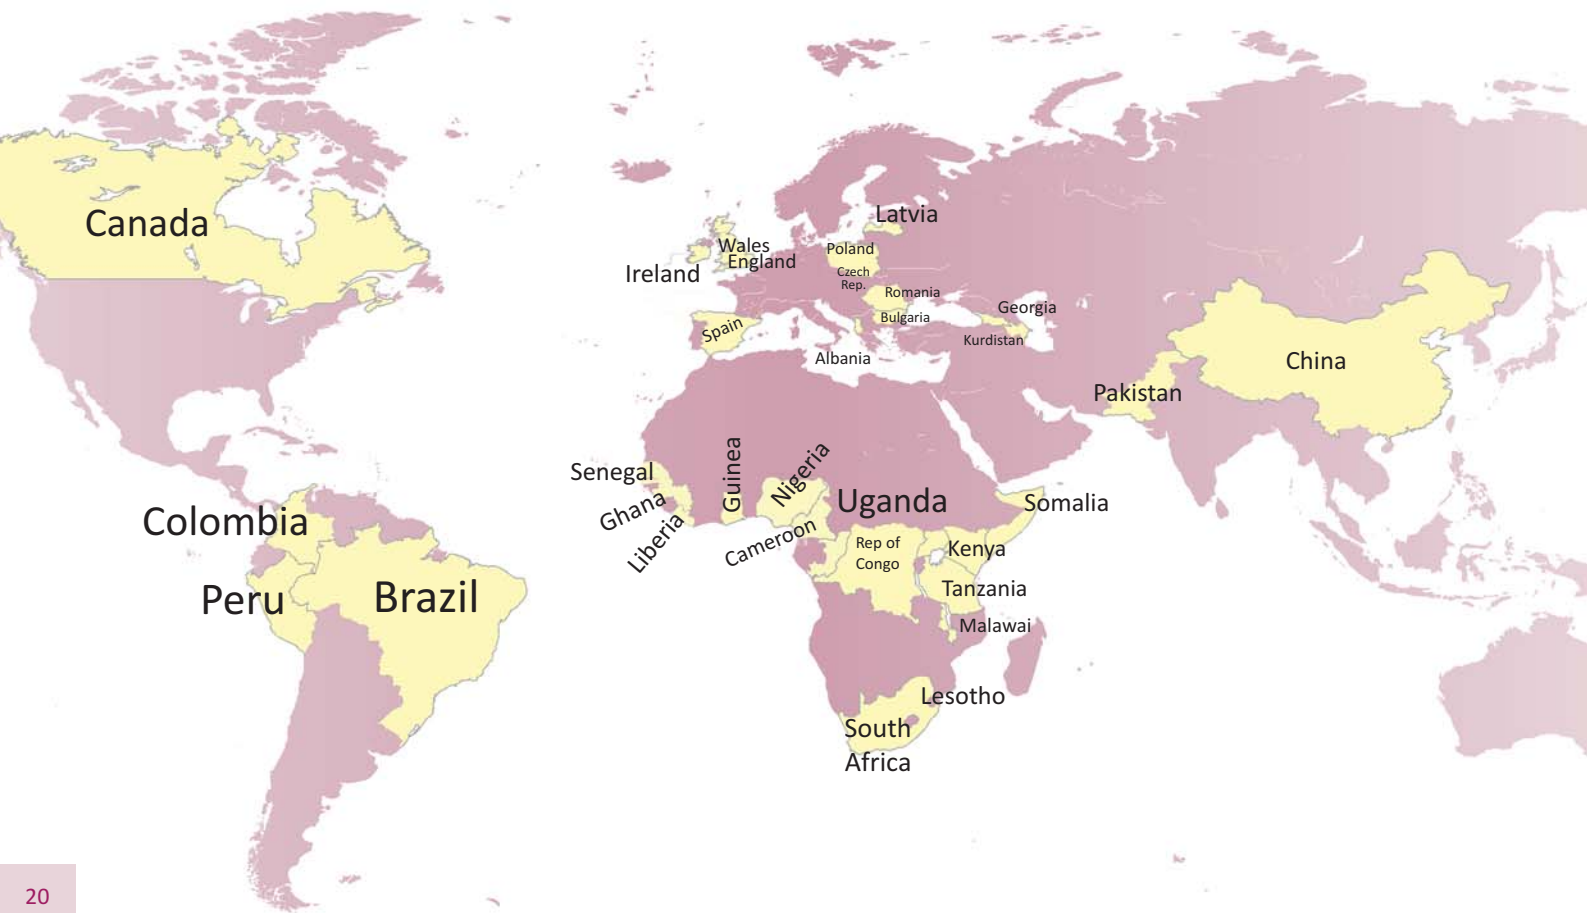 Canada
Latvia
Wales
England
Ireland
Poland
Czech
Rep.
Romania
Bulgaria
Spain
Georgia
Kurdistan
Albania
China
Pakistan
Senegal
Ghana
Liberia
Guinea
Nigeria
Cameroon
Uganda
Somalia
Rep of
Congo
Kenya
Tanzania
Malawai
Colombia
Peru
Brazil
Lesotho
South
Africa
20